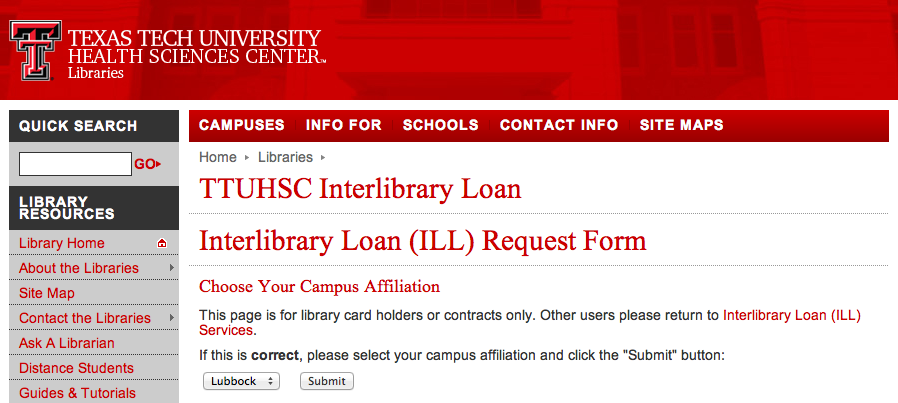 TEXAS TECH UNIVERSITY
HEALTH SCIENCES CENTER™
Libraries
QUICK SEARCH
GO
LIBRARY
RESOURCES
Library Home
About the Libraries
Site Map
Contact the Libraries
Ask A Librarian
Distance Students
Guides & Tutorials
CAMPUSES INFO FOR SCHOOLS CONTACT INFO SITE MAPS
Home Libraries
TTUHSC Interlibrary Loan
Interlibrary Loan (ILL) Request Form
Choose Your Campus Affiliation
This page is for library card holders or contracts only. Other users please return to Interlibrary Loan (ILL)
Services.
If this is correct, please select your campus affiliation and click the "Submit" button:
Lubbock Submit